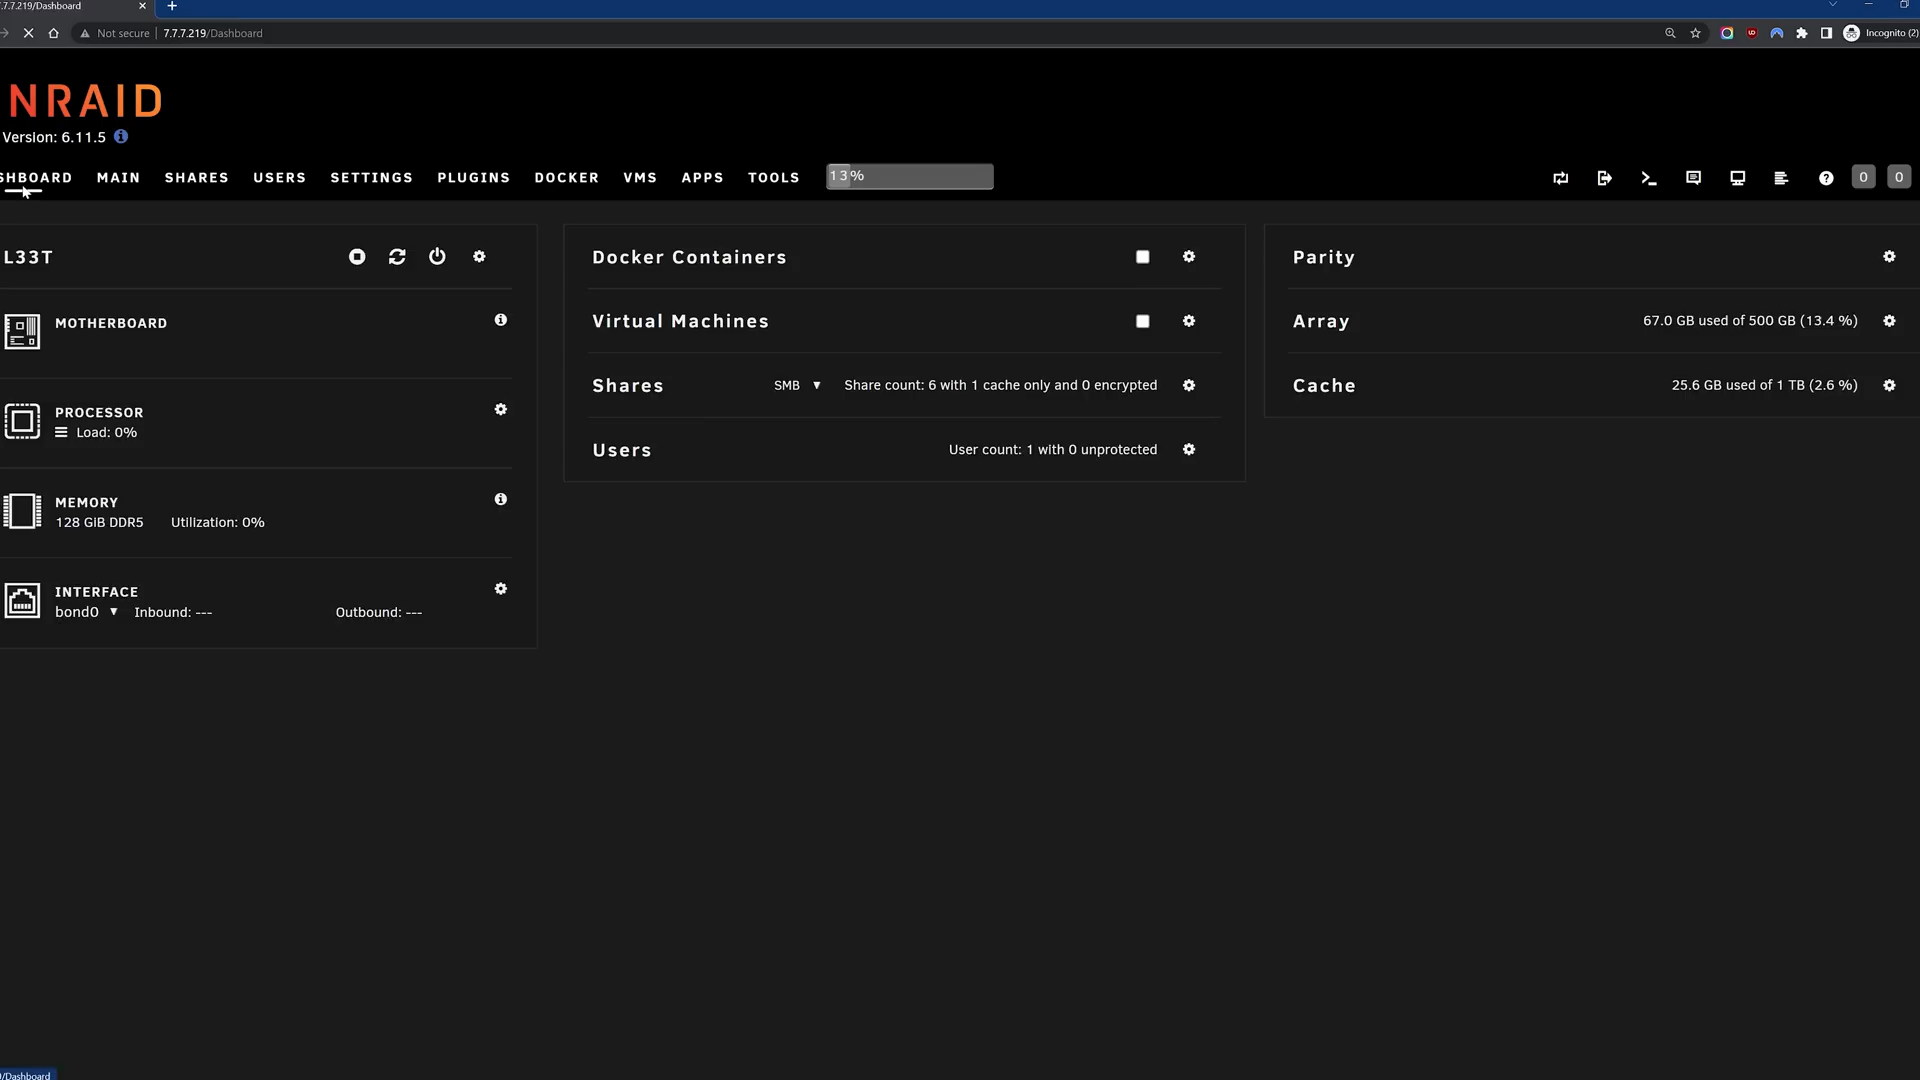 7.7.7.219/Dashboard
Not secure 7.7.7.219/Dashboard Incognito (2)
NRAID
Version: 6.11.5
SHBOARD MAIN SHARES USERS SETTINGS PLUGINS DOCKER VMS APPS TOOLS 13% 0 0
L33T
MOTHERBOARD
PROCESSOR
Load: 0%
MEMORY
128 GiB DDR5 Utilization: 0%
INTERFACE
bond0 Inbound: --- Outbound: ---
Docker Containers
Virtual Machines
Shares SMB Share count: 6 with 1 cache only and 0 encrypted
Users User count: 1 with 0 unprotected
Parity
Array 67.0 GB used of 500 GB (13.4 %)
Cache 25.6 GB used of 1 TB (2.6 %)
/Dashboard